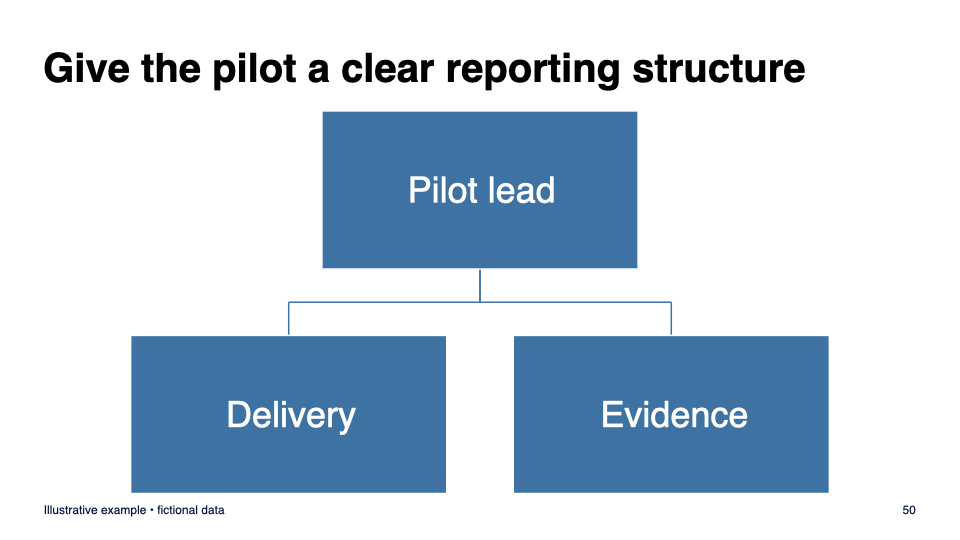 Give the pilot a clear reporting structure
Pilot lead
Delivery
Evidence
Illustrative example • fictional data
50